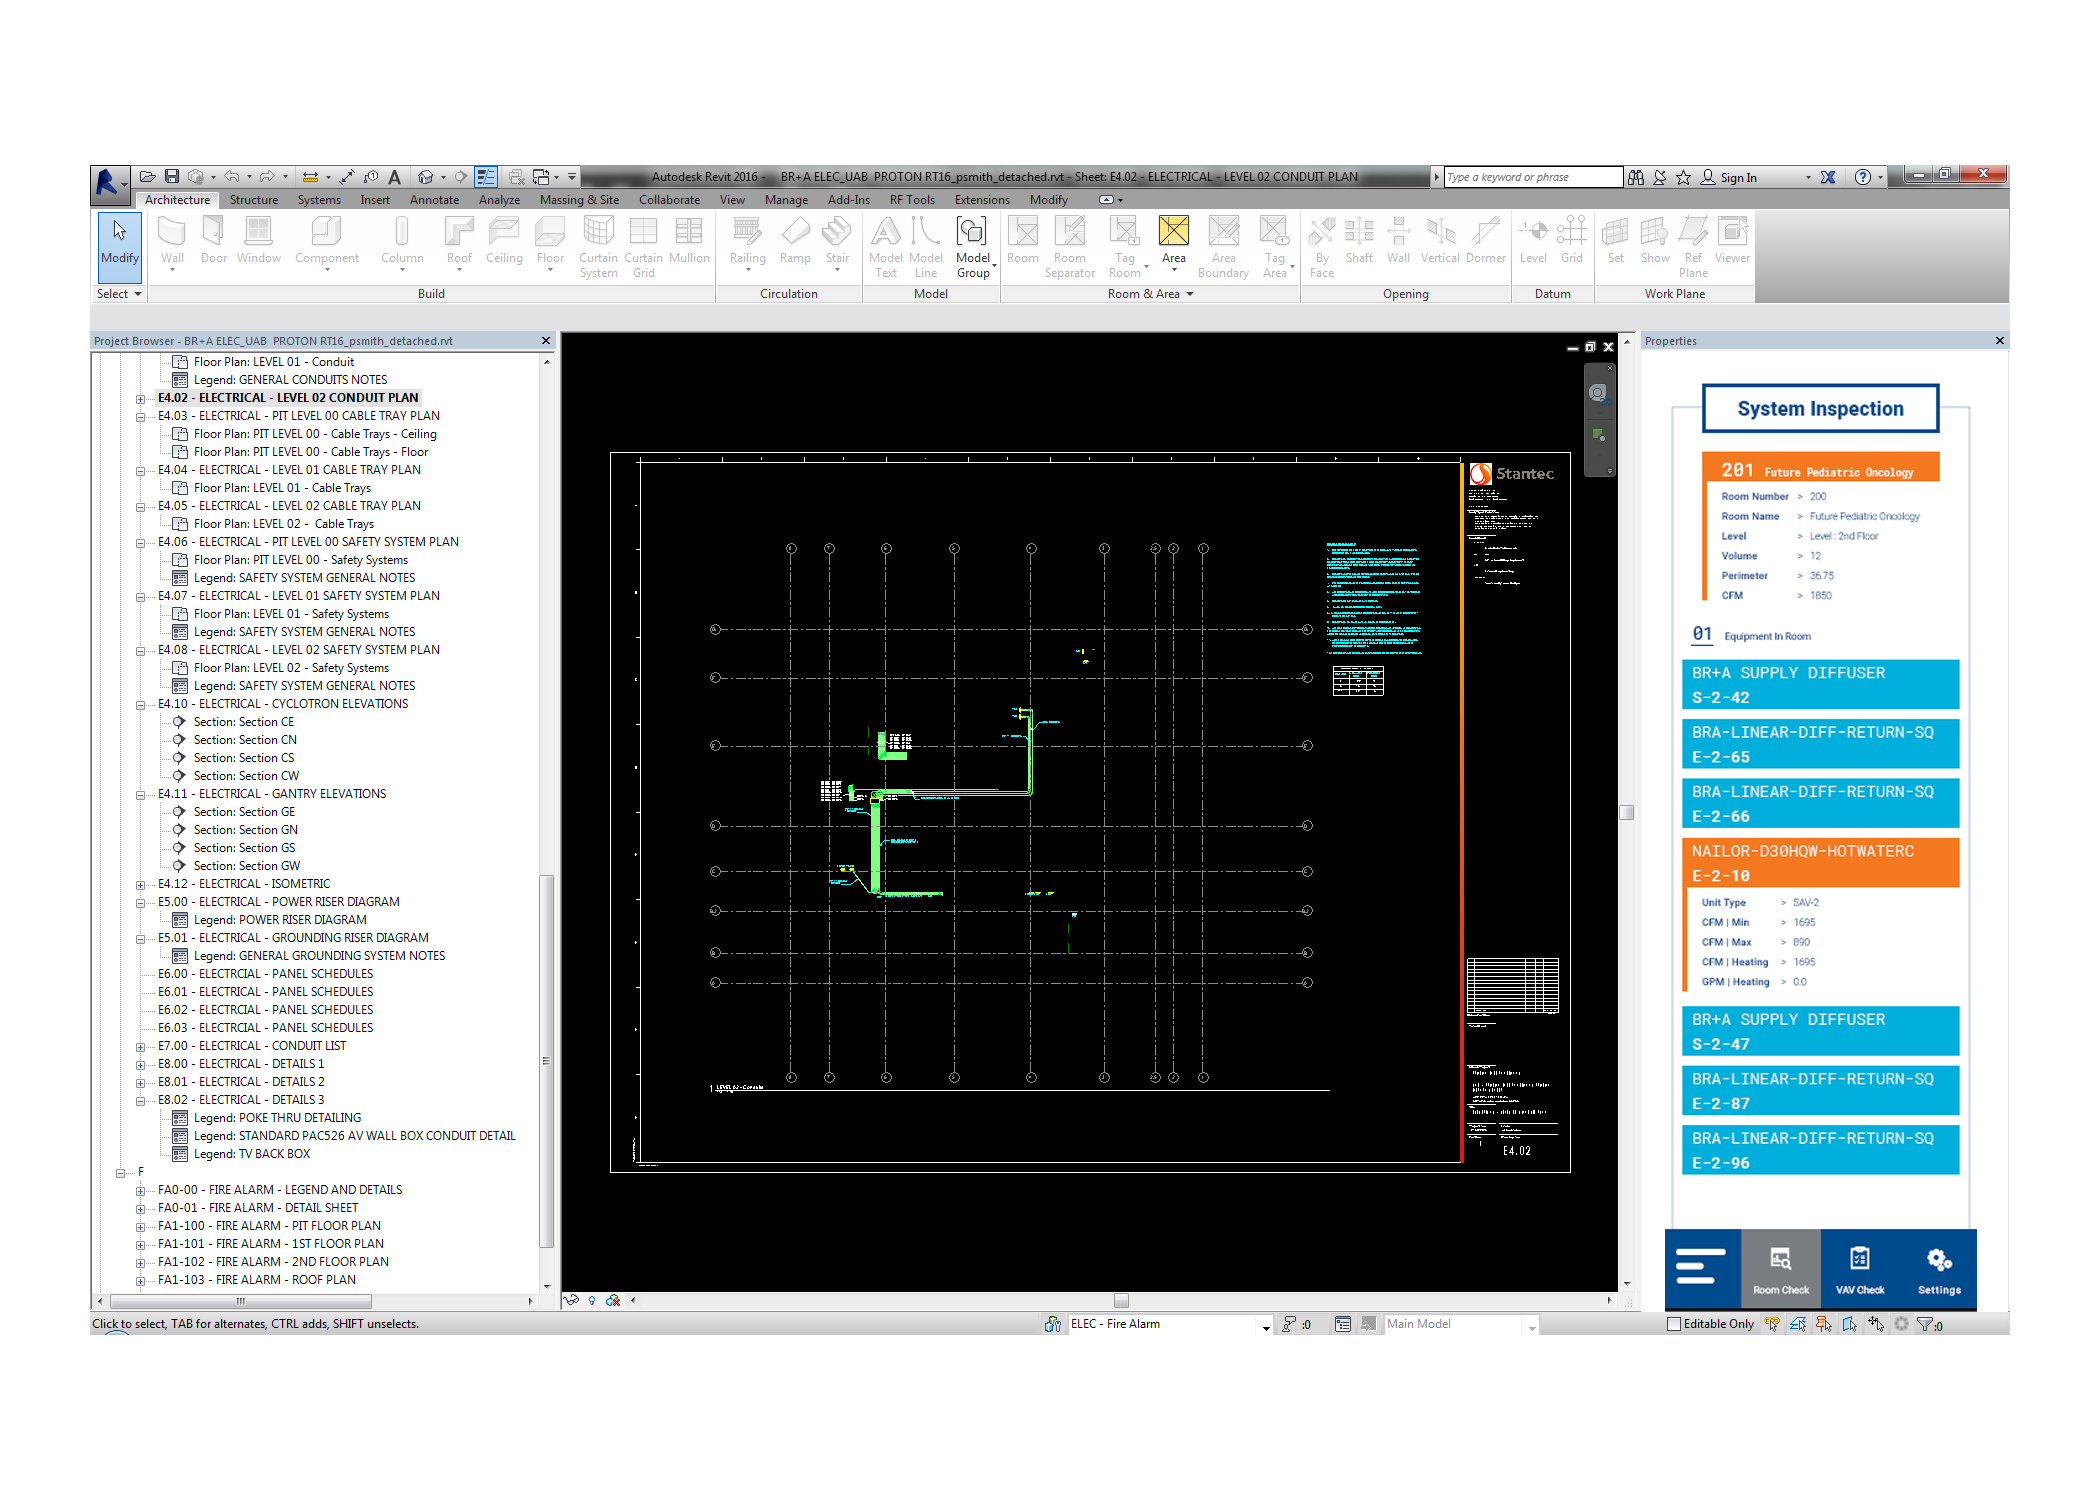 Autodesk Revit 2016 - BR+A ELEC_UAB PROTON RT16_psmith_detached.rvt - Sheet: E4.02 - ELECTRICAL - LEVEL 02 CONDUIT PLAN
Type a keyword or phrase
Sign In
Architecture Structure Systems Insert Annotate Analyze Massing & Site Collaborate View Manage Add-Ins RF Tools Extensions Modify
Modify Wall Door Window Component Column Roof Ceiling Floor Curtain System Curtain Grid Mullion Railing Ramp Stair Model Text Model Line Model Group Room Room Separator Tag Room Area Area Boundary Tag Area By Face Shaft Wall Vertical Dormer Level Grid Set Show Ref Plane Viewer
Select Build Circulation Model Room & Area Opening Datum Work Plane
Project Browser - BR+A ELEC_UAB PROTON RT16_psmith_detached.rvt
Floor Plan: LEVEL 01 - Conduit
Legend: GENERAL CONDUITS NOTES
E4.02 - ELECTRICAL - LEVEL 02 CONDUIT PLAN
E4.03 - ELECTRICAL - PIT LEVEL 00 CABLE TRAY PLAN
Floor Plan: PIT LEVEL 00 - Cable Trays - Ceiling
Floor Plan: PIT LEVEL 00 - Cable Trays - Floor
E4.04 - ELECTRICAL - LEVEL 01 CABLE TRAY PLAN
Floor Plan: LEVEL 01 - Cable Trays
E4.05 - ELECTRICAL - LEVEL 02 CABLE TRAY PLAN
Floor Plan: LEVEL 02 - Cable Trays
E4.06 - ELECTRICAL - PIT LEVEL 00 SAFETY SYSTEM PLAN
Floor Plan: PIT LEVEL 00 - Safety Systems
Legend: SAFETY SYSTEM GENERAL NOTES
E4.07 - ELECTRICAL - LEVEL 01 SAFETY SYSTEM PLAN
Floor Plan: LEVEL 01 - Safety Systems
Legend: SAFETY SYSTEM GENERAL NOTES
E4.08 - ELECTRICAL - LEVEL 02 SAFETY SYSTEM PLAN
Floor Plan: LEVEL 02 - Safety Systems
Legend: SAFETY SYSTEM GENERAL NOTES
E4.10 - ELECTRICAL - CYCLOTRON ELEVATIONS
Section: Section CE
Section: Section CN
Section: Section CS
Section: Section CW
E4.11 - ELECTRICAL - GANTRY ELEVATIONS
Section: Section GE
Section: Section GN
Section: Section GS
Section: Section GW
E4.12 - ELECTRICAL - ISOMETRIC
E5.00 - ELECTRICAL - POWER RISER DIAGRAM
Legend: POWER RISER DIAGRAM
E5.01 - ELECTRICAL - GROUNDING RISER DIAGRAM
Legend: GENERAL GROUNDING SYSTEM NOTES
E6.00 - ELECTRCIAL - PANEL SCHEDULES
E6.01 - ELECTRICAL - PANEL SCHEDULES
E6.02 - ELECTRICAL - PANEL SCHEDULES
E6.03 - ELECTRICAL - PANEL SCHEDULES
E7.00 - ELECTRICAL - CONDUIT LIST
E8.00 - ELECTRICAL - DETAILS 1
E8.01 - ELECTRICAL - DETAILS 2
E8.02 - ELECTRICAL - DETAILS 3
Legend: POKE THRU DETAILING
Legend: STANDARD PAC526 AV WALL BOX CONDUIT DETAIL
Legend: TV BACK BOX
F
FA0-00 - FIRE ALARM - LEGEND AND DETAILS
FA0-01 - FIRE ALARM - DETAIL SHEET
FA1-100 - FIRE ALARM - PIT FLOOR PLAN
FA1-101 - FIRE ALARM - 1ST FLOOR PLAN
FA1-102 - FIRE ALARM - 2ND FLOOR PLAN
FA1-103 - FIRE ALARM - ROOF PLAN
Stantec
1 LEVEL 02 - Conduits
E4.02
Properties
System Inspection
201 Future Pediatric Oncology
Room Number > 200
Room Name > Future Pediatric Oncology
Level > Level : 2nd Floor
Volume > 12
Perimeter > 36.75
CFM > 1850
01 Equipment In Room
BR+A SUPPLY DIFFUSER
S-2-42
BRA-LINEAR-DIFF-RETURN-SQ
E-2-65
BRA-LINEAR-DIFF-RETURN-SQ
E-2-66
NAILOR-D30HQW-HOTWATERC
E-2-10
Unit Type > SAV-2
CFM | Min > 1695
CFM | Max > 890
CFM | Heating > 1695
GPM | Heating > 0.0
BR+A SUPPLY DIFFUSER
S-2-47
BRA-LINEAR-DIFF-RETURN-SQ
E-2-87
BRA-LINEAR-DIFF-RETURN-SQ
E-2-96
Room Check VAV Check Settings
Click to select, TAB for alternates, CTRL adds, SHIFT unselects.
ELEC - Fire Alarm
:0
Main Model
Editable Only
:0